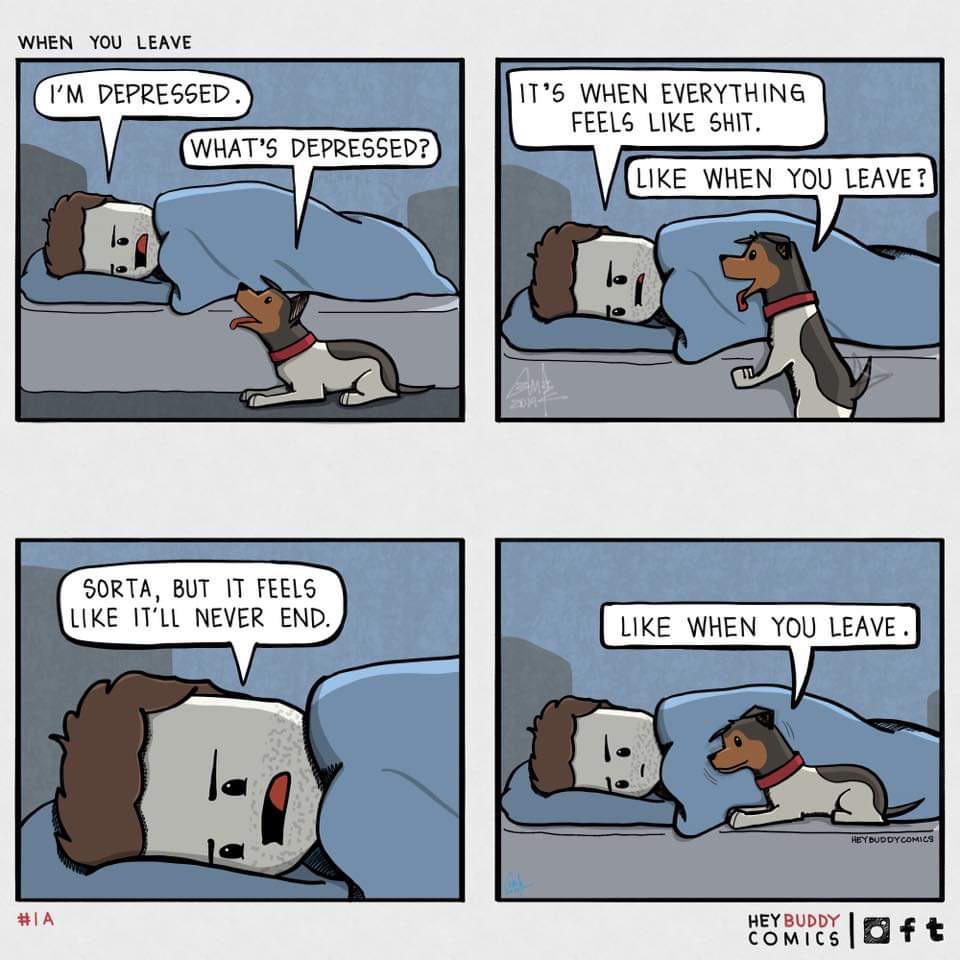 WHEN YOU LEAVE
I'M DEPRESSED.
WHAT'S DEPRESSED?
IT'S WHEN EVERYTHING
FEELS LIKE SHIT.
LIKE WHEN YOU LEAVE?
SORTA, BUT IT FEELS
LIKE IT'LL NEVER END.
LIKE WHEN YOU LEAVE.
HEYBUDDYCOMICS
#1A
HEY BUDDY
COMICS